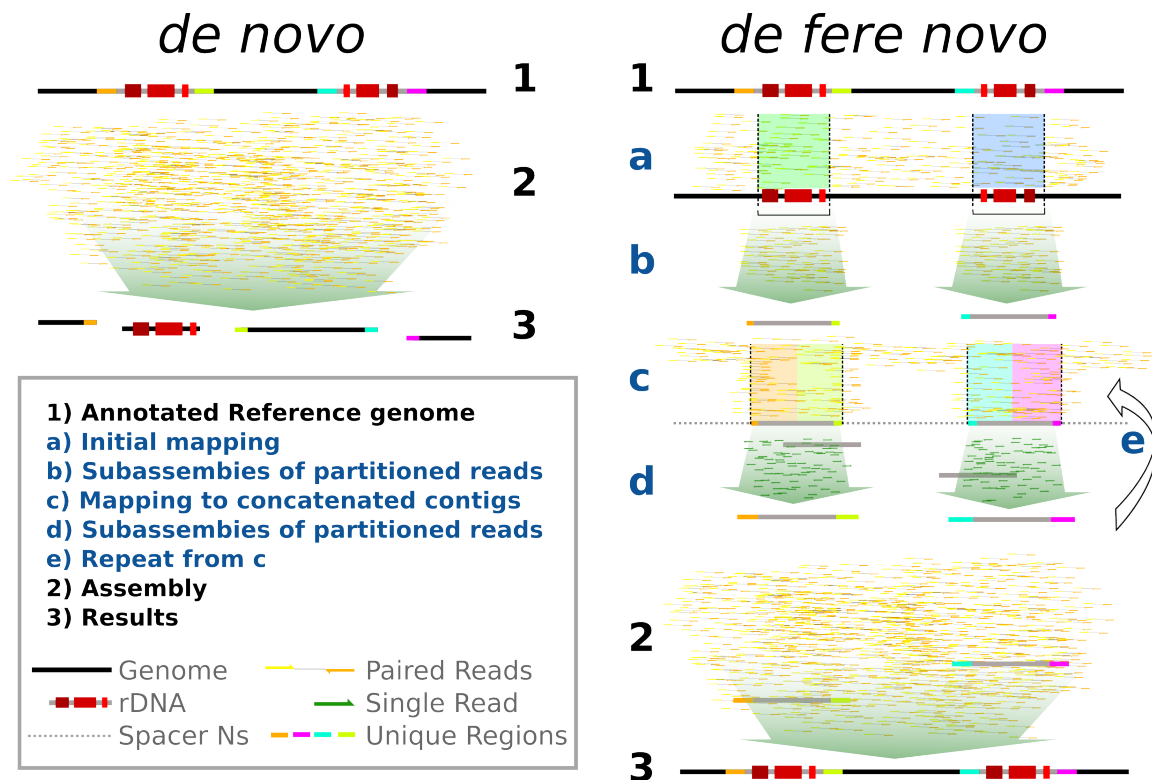 de novo
1
2
3
1) Annotated Reference genome
a) Initial mapping
b) Subassembies of partitioned reads
c) Mapping to concatenated contigs
d) Subassembies of partitioned reads
e) Repeat from c
2) Assembly
3) Results
Genome
Paired Reads
rDNA
Single Read
Spacer Ns
Unique Regions
de fere novo
1
a
b
c
e
d
2
3